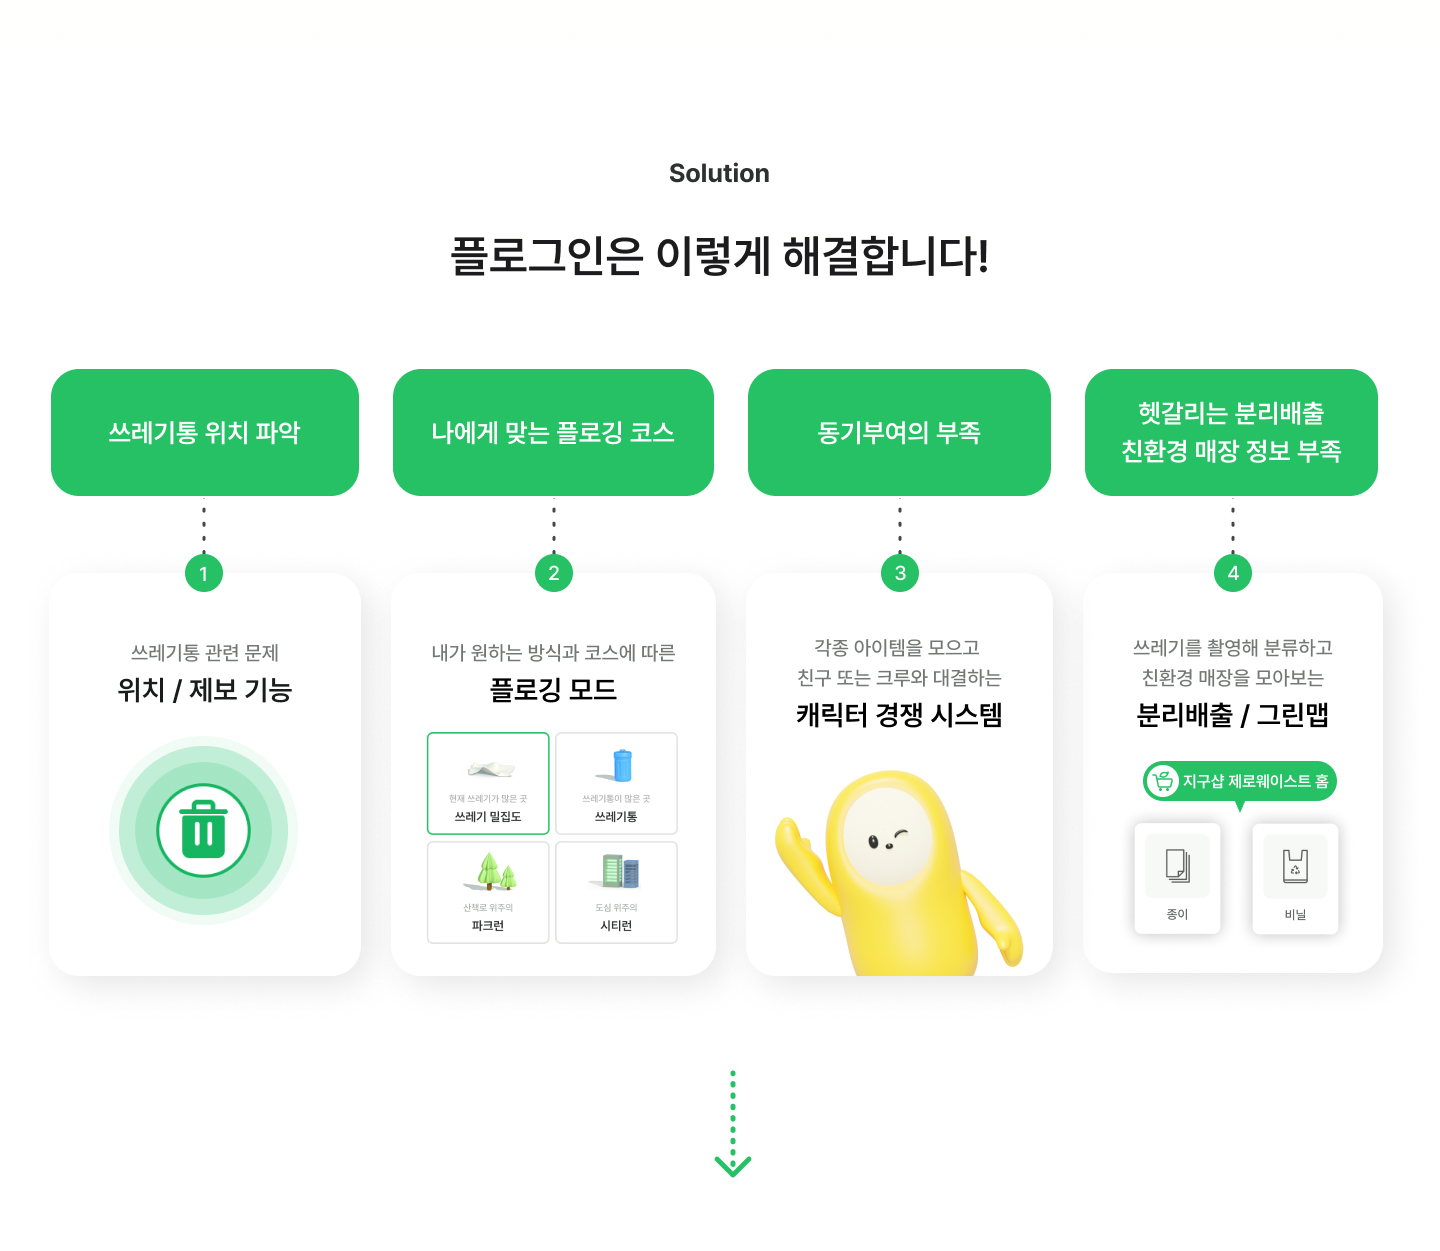 Solution
플로그인은 이렇게 해결합니다!
쓰레기통 위치 파악
나에게 맞는 플로깅 코스
동기부여의 부족
헷갈리는 분리배출
친환경 매장 정보 부족
1
쓰레기통 관련 문제
위치 / 제보 기능
2
내가 원하는 방식과 코스에 따른
플로깅 모드
현재 쓰레기가 많은 곳
쓰레기 밀집도
쓰레기통이 많은 곳
쓰레기통
산책로 위주의
파크런
도심 위주의
시티런
3
각종 아이템을 모으고
친구 또는 크루와 대결하는
캐릭터 경쟁 시스템
4
쓰레기를 촬영해 분류하고
친환경 매장을 모아보는
분리배출 / 그린맵
지구샵 제로웨이스트 홈
종이
비닐